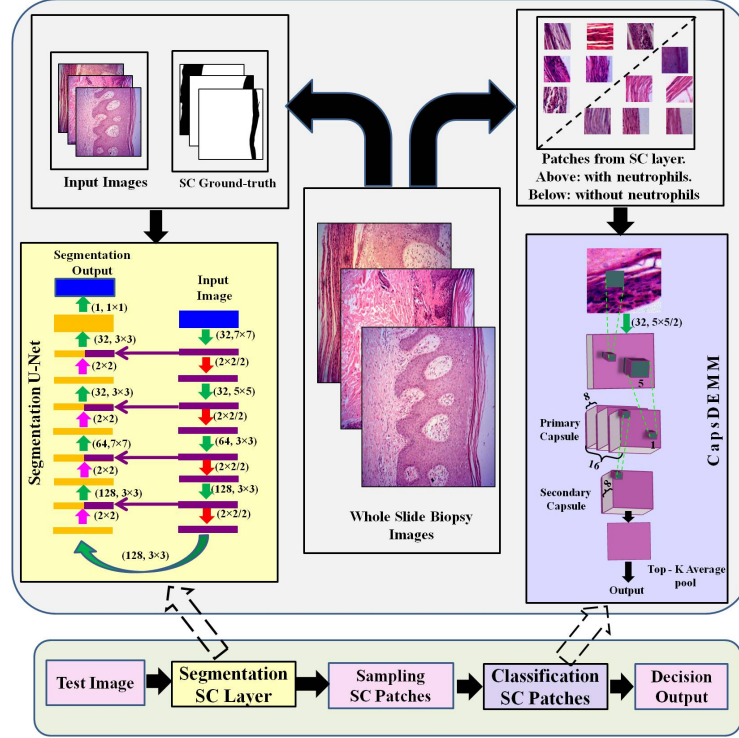 Input Images
SC Ground-truth
Patches from SC layer.
Above: with neutrophils.
Below: without neutrophils
Segmentation U-Net
Segmentation
Output
Input
Image
(1, 1×1)
(32, 3×3)
(2×2)
(32, 3×3)
(2×2)
(64,7×7)
(2×2)
(128, 3×3)
(2×2)
(32,7×7)
(2×2/2)
(32, 5×5)
(2×2/2)
(64, 3×3)
(2×2/2)
(128, 3×3)
(2×2/2)
(128, 3×3)
Whole Slide Biopsy
Images
CapsDEMM
(32, 5×5/2)
5
8
Primary
Capsule
1
16
Secondary
Capsule
8
Top - K Average
pool
Output
Test Image
Segmentation
SC Layer
Sampling
SC Patches
Classification
SC Patches
Decision
Output